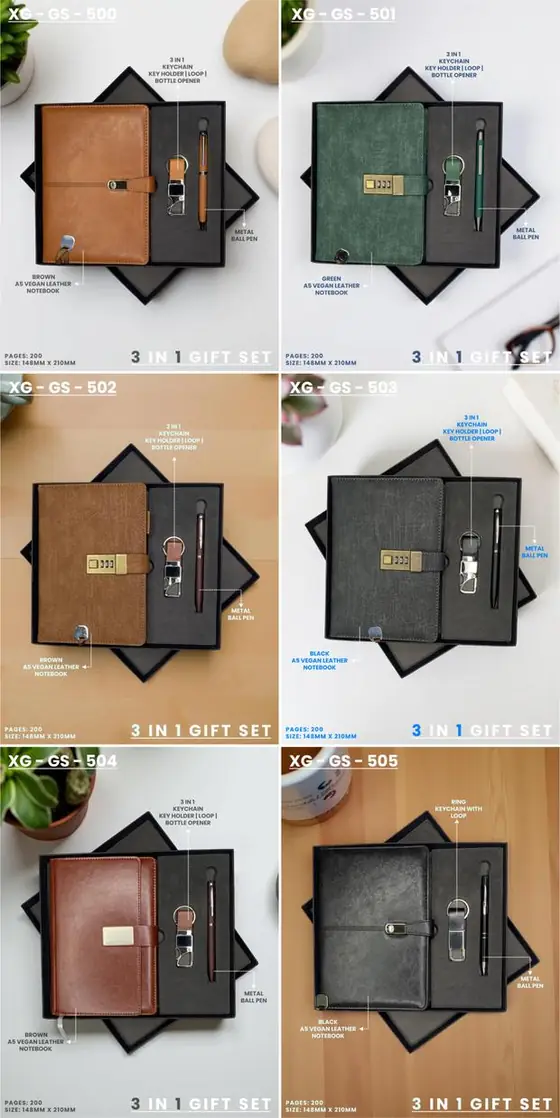 XG - GS - 500
3 IN 1
KEYCHAIN
KEY HOLDER | LOOP |
BOTTLE OPENER
METAL
BALL PEN
BROWN
A5 VEGAN LEATHER
NOTEBOOK
PAGES: 200
SIZE: 148MM X 210MM
3 IN 1 GIFT SET
XG - GS - 501
3 IN 1
KEYCHAIN
KEY HOLDER | LOOP |
BOTTLE OPENER
METAL
BALL PEN
GREEN
A5 VEGAN LEATHER
NOTEBOOK
PAGES: 200
SIZE: 148MM X 210MM
3 IN 1 GIFT SET
XG - GS - 502
3 IN 1
KEYCHAIN
KEY HOLDER | LOOP |
BOTTLE OPENER
METAL
BALL PEN
BROWN
A5 VEGAN LEATHER
NOTEBOOK
PAGES: 200
SIZE: 148MM X 210MM
3 IN 1 GIFT SET
XG - GS - 503
3 IN 1
KEYCHAIN
KEY HOLDER | LOOP |
BOTTLE OPENER
METAL
BALL PEN
BLACK
A5 VEGAN LEATHER
NOTEBOOK
PAGES: 200
SIZE: 148MM X 210MM
3 IN 1 GIFT SET
XG - GS - 504
3 IN 1
KEYCHAIN
KEY HOLDER | LOOP |
BOTTLE OPENER
METAL
BALL PEN
BROWN
A5 VEGAN LEATHER
NOTEBOOK
PAGES: 200
SIZE: 148MM X 210MM
3 IN 1 GIFT SET
XG - GS - 505
RING
KEYCHAIN WITH
LOOP
METAL
BALL PEN
BLACK
A5 VEGAN LEATHER
NOTEBOOK
PAGES: 200
SIZE: 148MM X 210MM
3 IN 1 GIFT SET